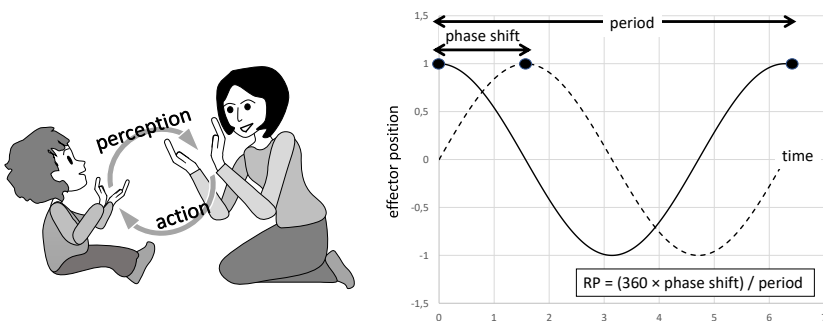 perception
action
1,5
period
phase shift
1
0,5
effector position
0
time
-0,5
-1
RP = (360 × phase shift) / period
-1,5
0 1 2 3 4 5 6 7